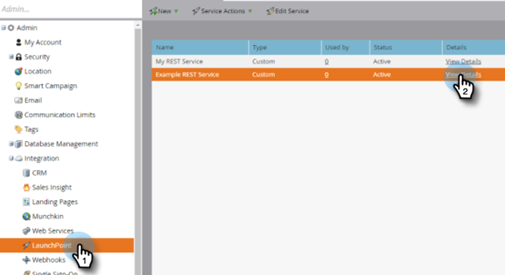 Admin...
New
Service Actions
Edit Service
Admin
My Account
Security
Location
Smart Campaign
Email
Communication Limits
Tags
Database Management
Integration
CRM
Sales Insight
Landing Pages
Munchkin
Web Services
LaunchPoint
1
Webhooks
Single Sign-On
Name Type Used by Status Details
My REST Service Custom 0 Active View Details
Example REST Service Custom 0 Active View Details
2